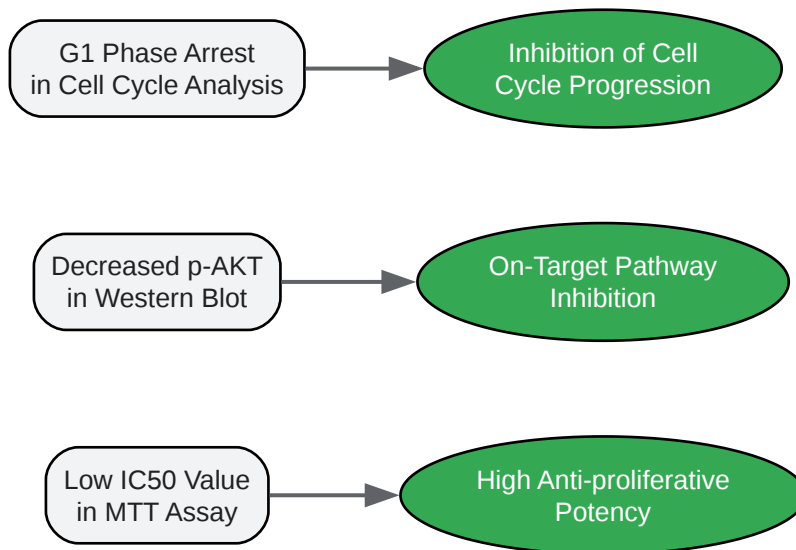 G1 Phase Arrest
in Cell Cycle Analysis
Inhibition of Cell
Cycle Progression
Decreased p-AKT
in Western Blot
On-Target Pathway
Inhibition
Low IC50 Value
in MTT Assay
High Anti-proliferative
Potency